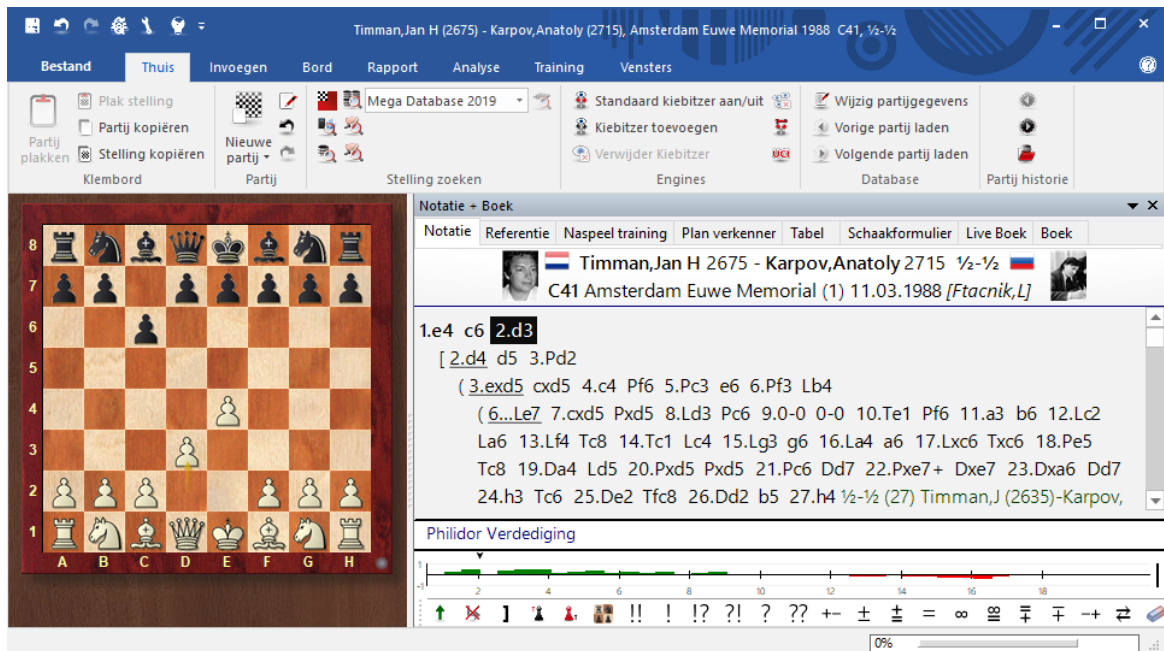 Timman,Jan H (2675) - Karpov,Anatoly (2715), Amsterdam Euwe Memorial 1988 C41, ½-½
Bestand Thuis Invoegen Bord Rapport Analyse Training Vensters
Partij plakken
Plak stelling
Partij kopiëren
Stelling kopiëren
Klembord
Nieuwe partij
Partij
Mega Database 2019
Stelling zoeken
Standaard kiebitzer aan/uit
Kiebitzer toevoegen
Verwijder Kiebitzer
UCI
Engines
Wijzig partijgegevens
Vorige partij laden
Volgende partij laden
Database
Partij historie
8
7
6
5
4
3
2
1
A B C D E F G H
Notatie + Boek
Notatie Referentie Naspeel training Plan verkenner Tabel Schaakformulier Live Boek Boek
Timman,Jan H 2675 - Karpov,Anatoly 2715 ½-½
C41 Amsterdam Euwe Memorial (1) 11.03.1988 [Ftacnik,L]
1.e4 c6 2.d3
[ 2.d4 d5 3.Pd2
( 3.exd5 cxd5 4.c4 Pf6 5.Pc3 e6 6.Pf3 Lb4
( 6...Le7 7.cxd5 Pxd5 8.Ld3 Pc6 9.0-0 0-0 10.Te1 Pf6 11.a3 b6 12.Lc2
La6 13.Lf4 Tc8 14.Tc1 Lc4 15.Lg3 g6 16.La4 a6 17.Lxc6 Txc6 18.Pe5
Tc8 19.Da4 Ld5 20.Pxd5 Pxd5 21.Pc6 Dd7 22.Pxe7+ Dxe7 23.Dxa6 Dd7
24.h3 Tc6 25.De2 Tfc8 26.Dd2 b5 27.h4 ½-½ (27) Timman,J (2635)-Karpov,
Philidor Verdediging
1
-1
2 4 6 8 10 12 14 16 18
] !! ! !? ?! ? ?? +- ± ⩲ = ∞ ⯹ ⩱ ∓ -+ ⇄
0%